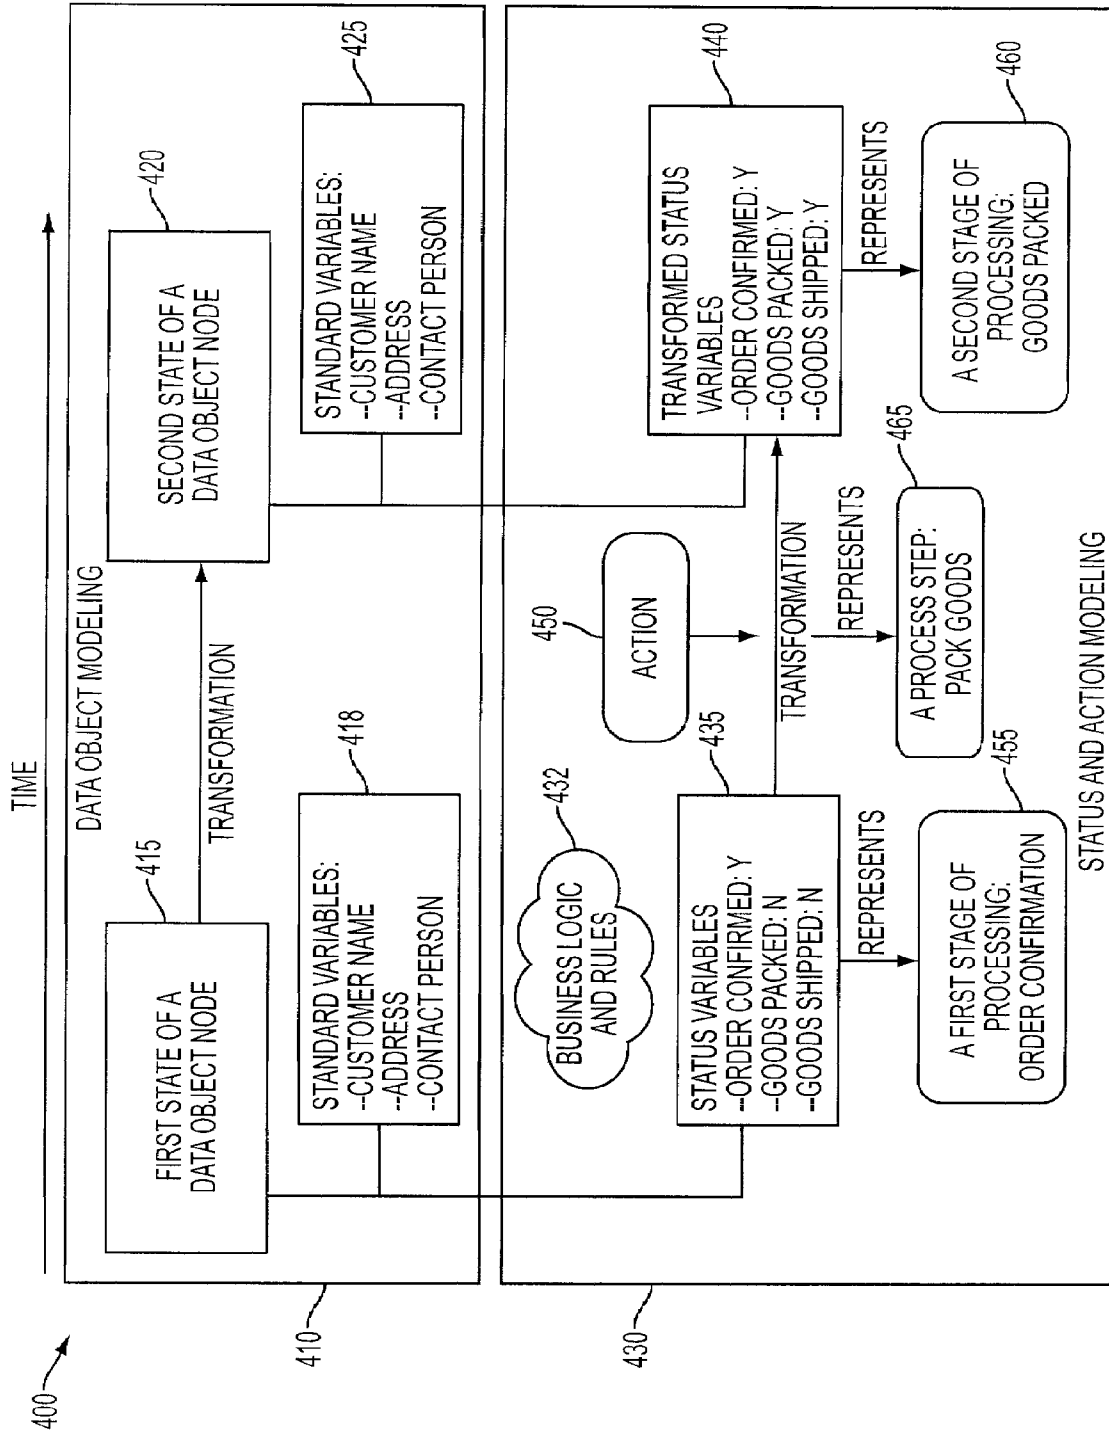 400
TIME
410
DATA OBJECT MODELING
415
FIRST STATE OF A
DATA OBJECT NODE
TRANSFORMATION
420
SECOND STATE OF A
DATA OBJECT NODE
418
STANDARD VARIABLES:
--CUSTOMER NAME
--ADDRESS
--CONTACT PERSON
425
STANDARD VARIABLES:
--CUSTOMER NAME
--ADDRESS
--CONTACT PERSON
430
432
BUSINESS LOGIC
AND RULES
450
ACTION
435
STATUS VARIABLES
--ORDER CONFIRMED: Y
--GOODS PACKED: N
--GOODS SHIPPED: N
TRANSFORMATION
440
TRANSFORMED STATUS
VARIABLES
--ORDER CONFIRMED: Y
--GOODS PACKED: Y
--GOODS SHIPPED: Y
REPRESENTS
REPRESENTS
REPRESENTS
455
A FIRST STAGE OF
PROCESSING:
ORDER CONFIRMATION
465
A PROCESS STEP:
PACK GOODS
460
A SECOND STAGE OF
PROCESSING:
GOODS PACKED
STATUS AND ACTION MODELING